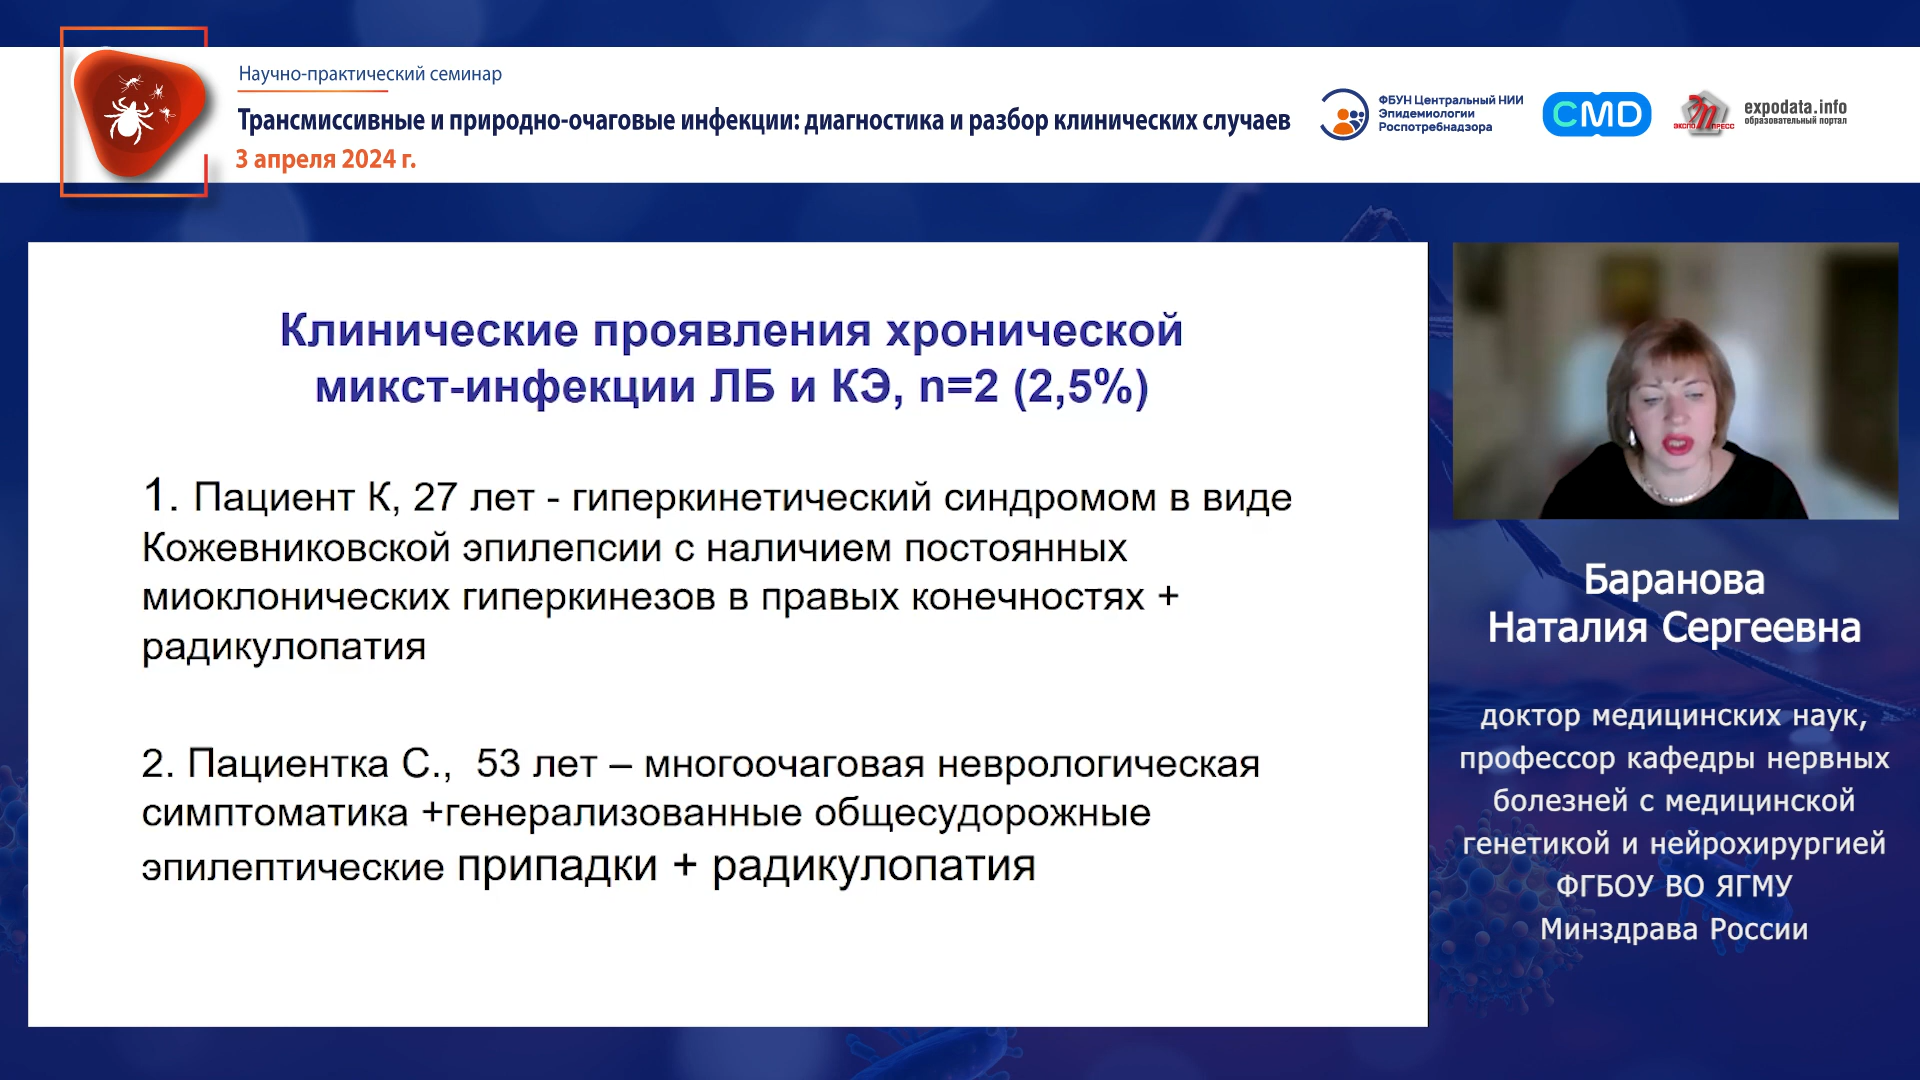 Научно-практический семинар
Трансмиссивные и природно-очаговые инфекции: диагностика и разбор клинических случаев
3 апреля 2024 г.
ФБУН Центральный НИИ
Эпидемиологии
Роспотребнадзора
CMD
ЭКСПО ПРЕСС
expodata.info
образовательный портал
Клинические проявления хронической
микст-инфекции ЛБ и КЭ, n=2 (2,5%)
1. Пациент К, 27 лет - гиперкинетический синдромом в виде
Кожевниковской эпилепсии с наличием постоянных
миоклонических гиперкинезов в правых конечностях +
радикулопатия
2. Пациентка С., 53 лет – многоочаговая неврологическая
симптоматика +генерализованные общесудорожные
эпилептические припадки + радикулопатия
Баранова
Наталия Сергеевна
доктор медицинских наук,
профессор кафедры нервных
болезней с медицинской
генетикой и нейрохирургией
ФГБОУ ВО ЯГМУ
Минздрава России